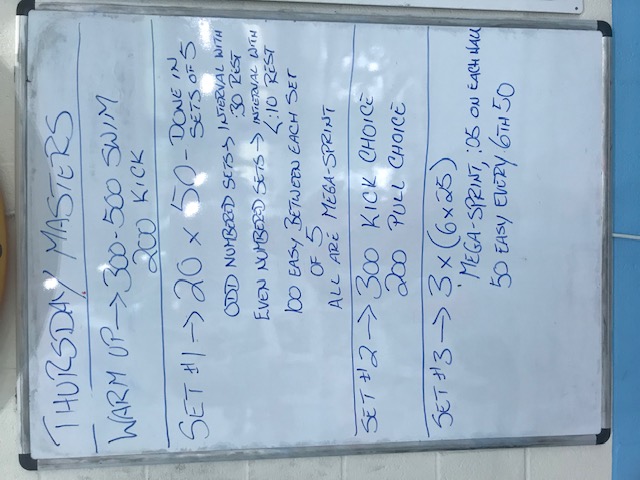 THURSDAY MASTERS
WARM UP → 300-500 SWIM
200 KICK
SET #1 → 20 x 50 - DONE IN
SETS OF 5
ODD NUMBERED SETS → INTERVAL WITH
:30 REST
EVEN NUMBERED SETS → INTERVAL WITH
<:10 REST
100 EASY BETWEEN EACH SET
OF 5
ALL ARE MEGA-SPRINT
SET #2 → 300 KICK CHOICE
200 PULL CHOICE
SET #3 → 3 x (6 x 25)
MEGA-SPRINT, :05 ON EACH WALL
50 EASY EVERY 6TH 50